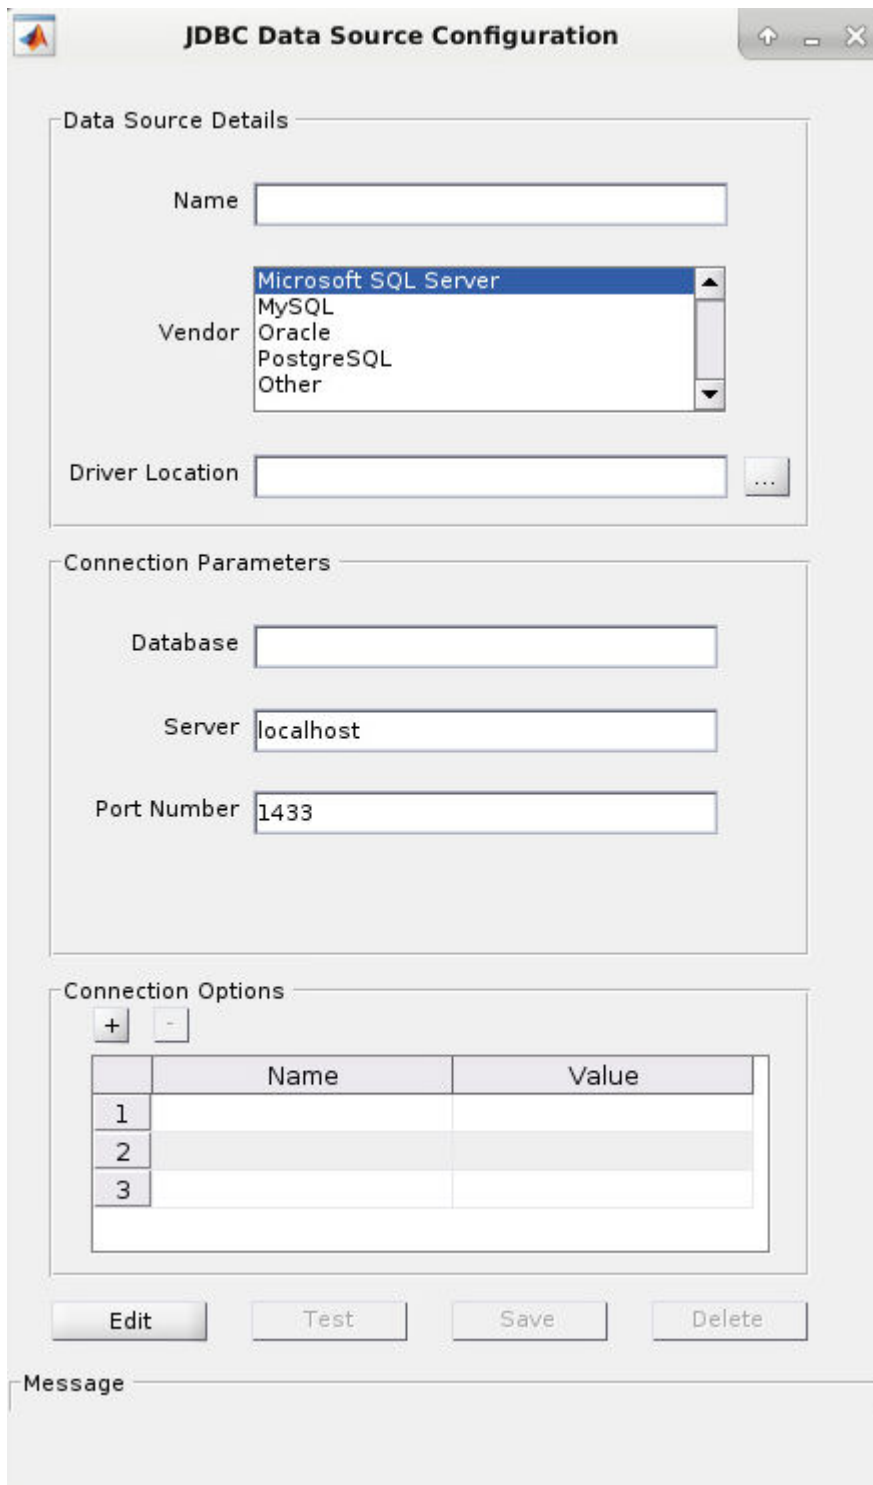 JDBC Data Source Configuration
Data Source Details
Name
Vendor
Microsoft SQL Server
MySQL
Oracle
PostgreSQL
Other
Driver Location
...
Connection Parameters
Database
Server localhost
Port Number 1433
Connection Options
+ -
Name Value
1
2
3
Edit Test Save Delete
Message